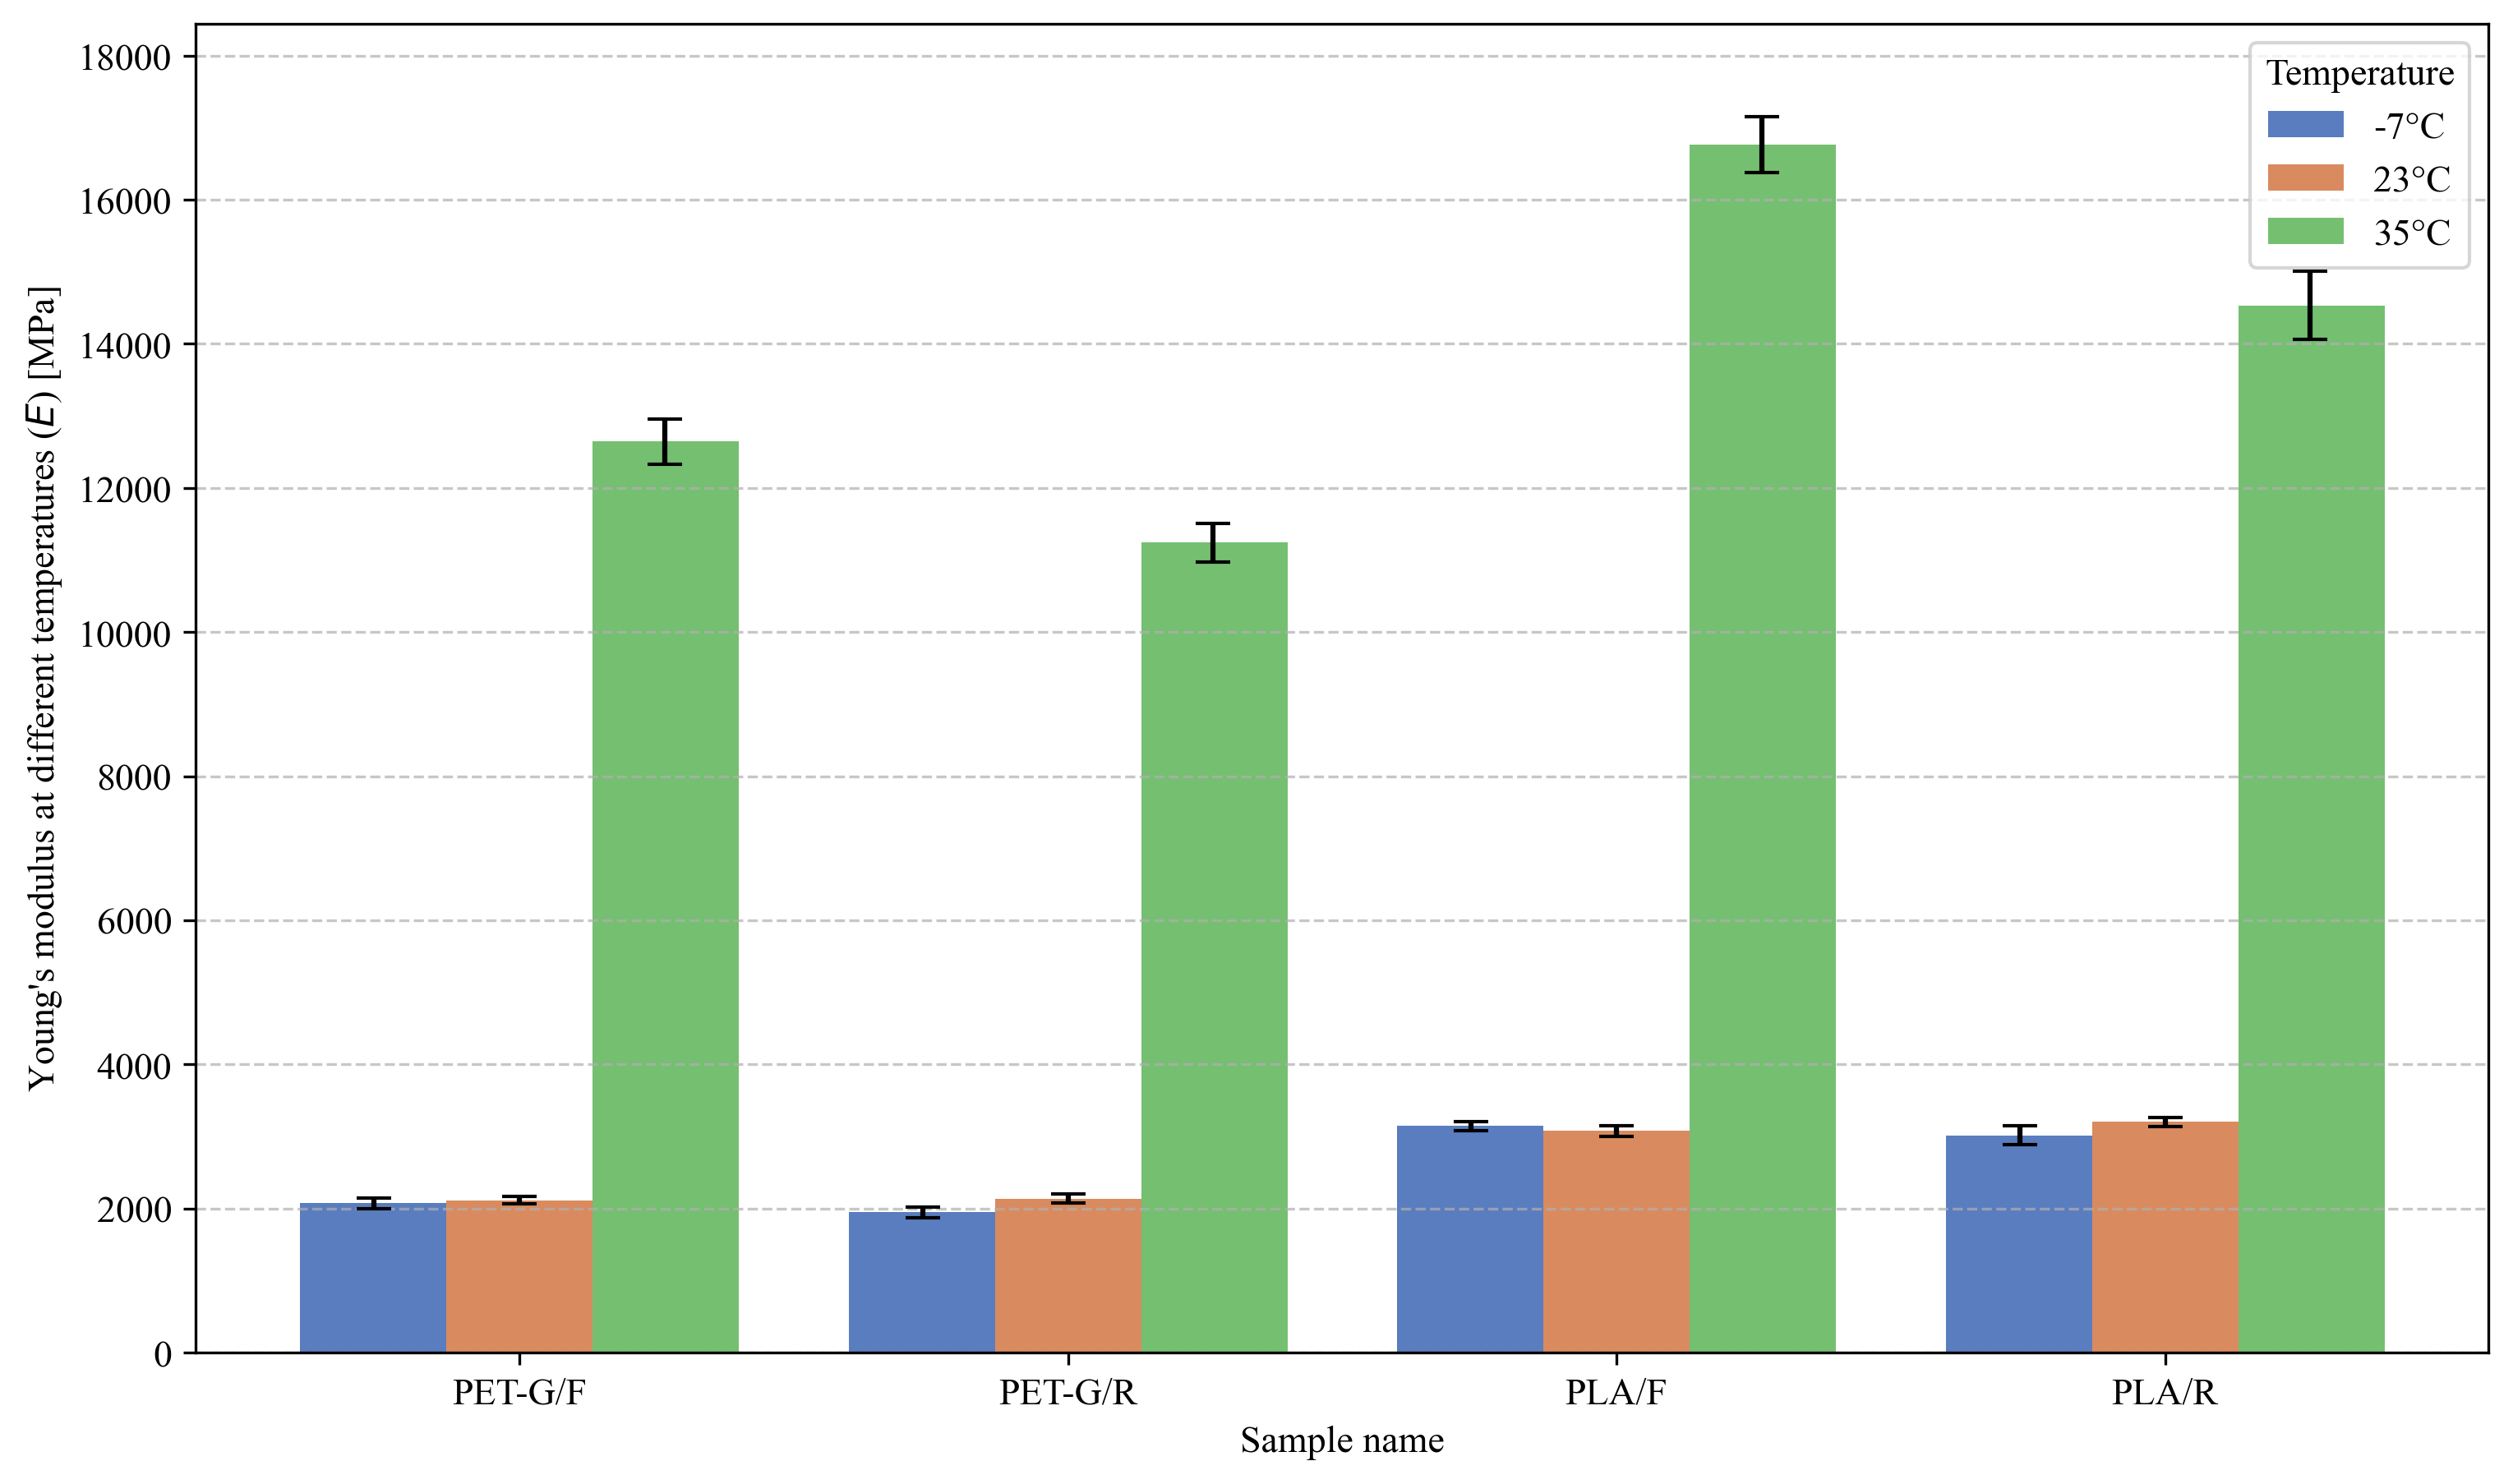 Young's modulus at different temperatures (E) [MPa]
18000
16000
14000
12000
10000
8000
6000
4000
2000
0
Temperature
-7°C
23°C
35°C
PET-G/F
PET-G/R
PLA/F
PLA/R
Sample name